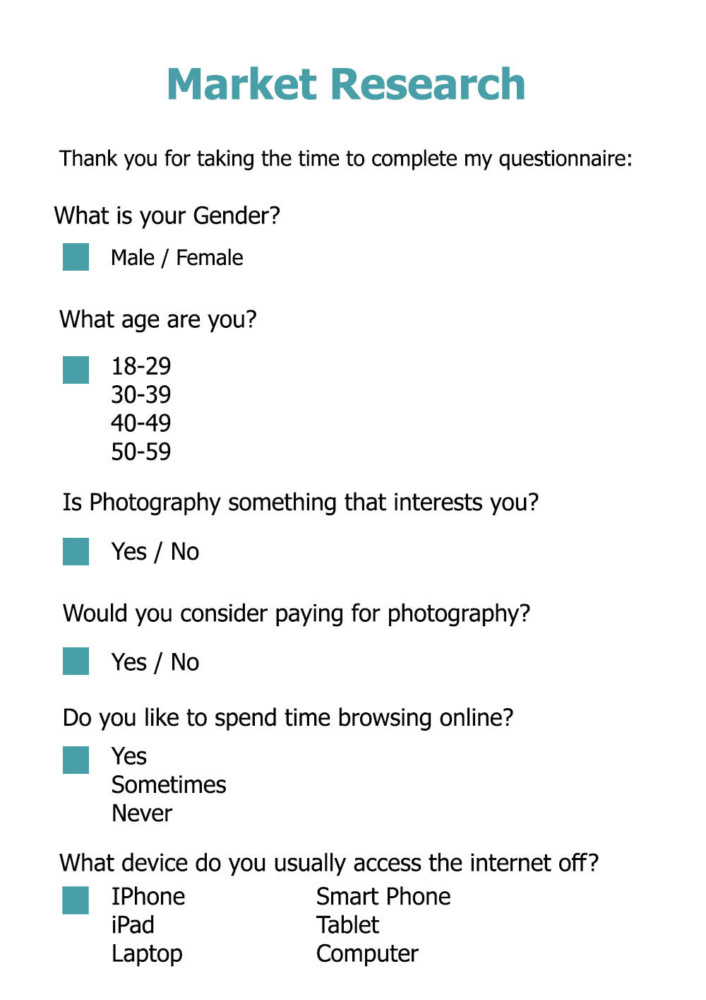 Market Research
Thank you for taking the time to complete my questionnaire:
What is your Gender?
Male / Female
What age are you?
18-29
30-39
40-49
50-59
Is Photography something that interests you?
Yes / No
Would you consider paying for photography?
Yes / No
Do you like to spend time browsing online?
Yes
Sometimes
Never
What device do you usually access the internet off?
IPhone
iPad
Laptop
Smart Phone
Tablet
Computer